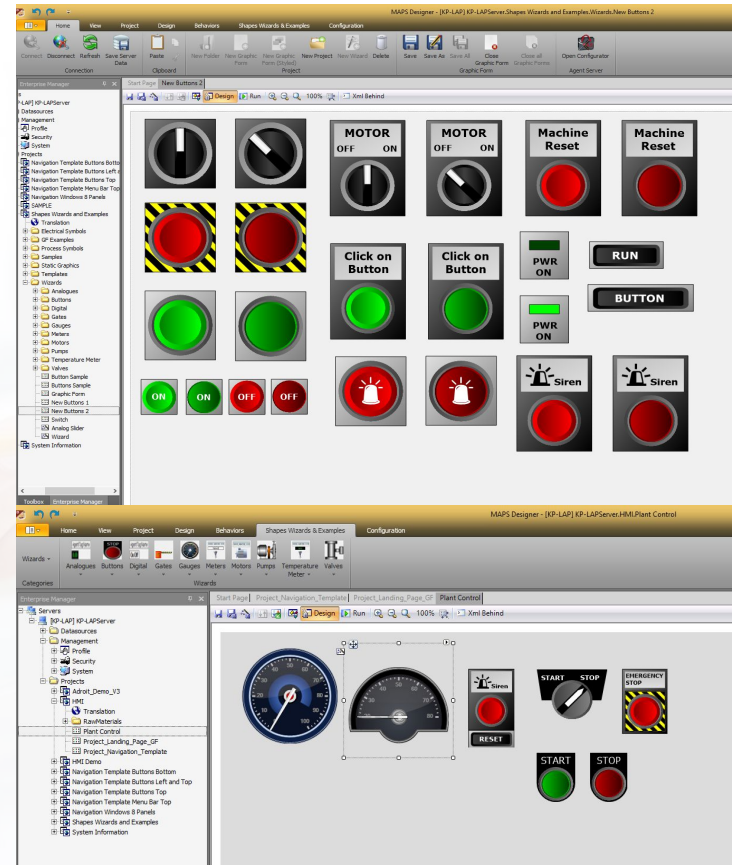 MAPS Designer - [KP-LAP] KP-LAPServer.Shapes Wizards and Examples.Wizards.New Buttons 2
Home View Project Design Behaviors Shapes Wizards & Examples Configuration
Connect Disconnect Refresh Save Server Data Paste New Folder New Graphic Form New Graphic Form (Styled) New Project New Wizard Delete Save Save As Save All Close Graphic Form Close all Graphic Forms Open Configurator
Connection Clipboard Project Graphic Form Agent Server
Enterprise Manager
Start Page New Buttons 2
Design Run 100% Xml Behind
KP-LAPServer
Datasources
Management
Profile
Security
System
Projects
Navigation Template Buttons Botto
Navigation Template Buttons Left a
Navigation Template Buttons Top
Navigation Template Menu Bar Top
Navigation Windows 8 Panels
SAMPLE
Shapes Wizards and Examples
Translation
Electrical Symbols
GF Examples
Process Symbols
Samples
Static Graphics
Templates
Wizards
Analogues
Buttons
Digital
Gates
Gauges
Meters
Motors
Pumps
Temperature Meter
Valves
Button Sample
Buttons Sample
Graphic Form
New Buttons 1
New Buttons 2
Switch
Analog Slider
Wizard
System Information
Toolbox Enterprise Manager
MOTOR
OFF ON
MOTOR
OFF ON
Machine
Reset
Machine
Reset
Click on
Button
Click on
Button
PWR
ON
RUN
BUTTON
PWR
ON
ON
ON
OFF
OFF
Siren
Siren
MAPS Designer - [KP-LAP] KP-LAPServer.HMI.Plant Control
Home View Project Design Behaviors Shapes Wizards & Examples Configuration
Wizards
Analogues Buttons Digital Gates Gauges Meters Motors Pumps Temperature Meter Valves
Categories Wizards
Enterprise Manager
Start Page Project_Navigation_Template Project_Landing_Page_GF Plant Control
Design Run 100% Xml Behind
Servers
[KP-LAP] KP-LAPServer
Datasources
Management
Profile
Security
System
Projects
Adroit_Demo_V3
HMI
Translation
RawMaterials
Plant Control
Project_Landing_Page_GF
Project_Navigation_Template
HMI Demo
Navigation Template Buttons Bottom
Navigation Template Buttons Left and Top
Navigation Template Buttons Top
Navigation Template Menu Bar Top
Navigation Windows 8 Panels
Shapes Wizards and Examples
System Information
Siren
RESET
START STOP
EMERGENCY
STOP
START
STOP